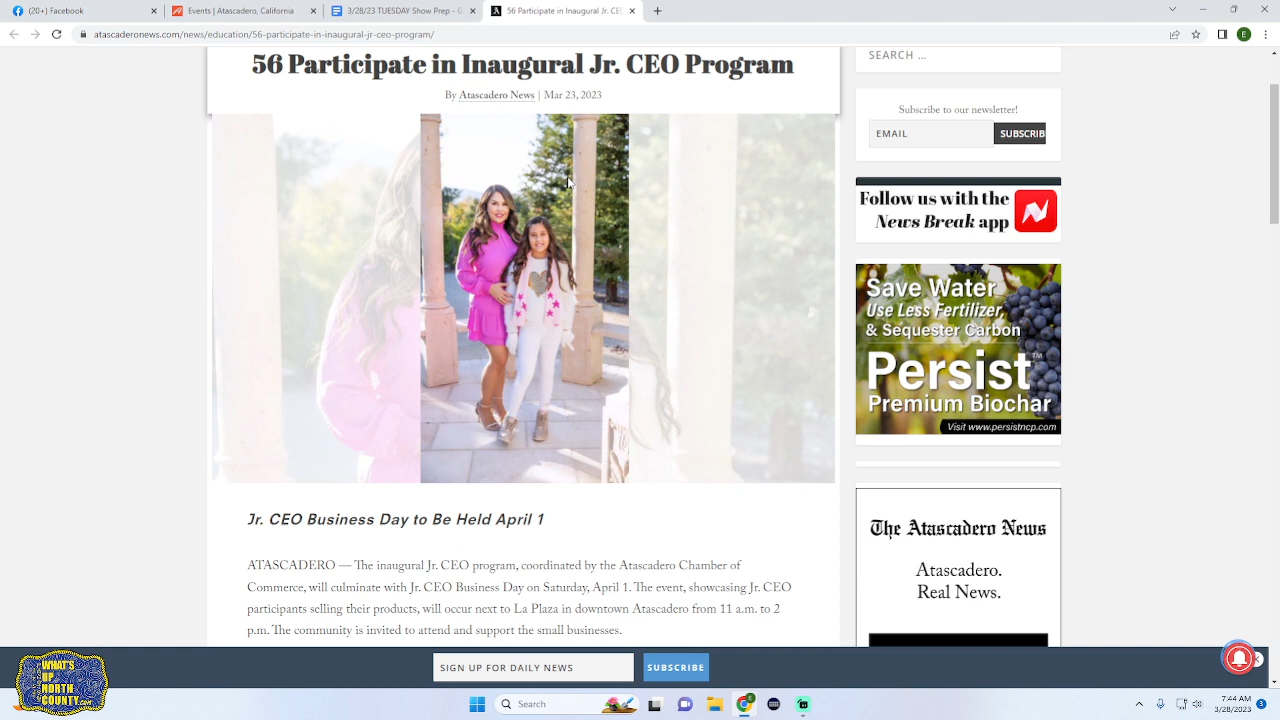 (20+) Facebook
Events | Atascadero, California
3/28/23 TUESDAY Show Prep - G
56 Participate in Inaugural Jr. CEO
atascaderonews.com/news/education/56-participate-in-inaugural-jr-ceo-program/
E
56 Participate in Inaugural Jr. CEO Program
By Atascadero News | Mar 23, 2023
Jr. CEO Business Day to Be Held April 1
ATASCADERO — The inaugural Jr. CEO program, coordinated by the Atascadero Chamber of
Commerce, will culminate with Jr. CEO Business Day on Saturday, April 1. The event, showcasing Jr. CEO
participants selling their products, will occur next to La Plaza in downtown Atascadero from 11 a.m. to 2
p.m. The community is invited to attend and support the small businesses.
SEARCH …
Subscribe to our newsletter!
EMAIL
SUBSCRIB
Follow us with the
News Break app
Save Water
Use Less Fertilizer,
& Sequester Carbon
Persist™
Premium Biochar
Visit www.persistncp.com
The Atascadero News
Atascadero.
Real News.
SIGN UP FOR DAILY NEWS
SUBSCRIBE
WHAT'S
UP
NORTH
Search
7:44 AM
3/28/2023
3